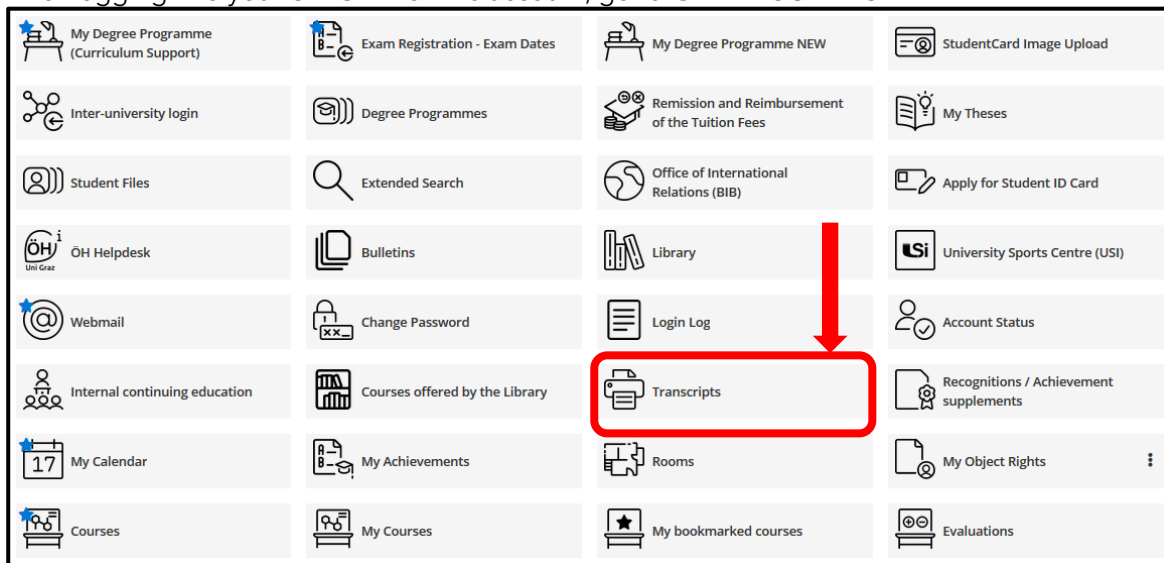 My Degree Programme
(Curriculum Support)
Exam Registration - Exam Dates
My Degree Programme NEW
StudentCard Image Upload
Inter-university login
Degree Programmes
Remission and Reimbursement
of the Tuition Fees
My Theses
Student Files
Extended Search
Office of International
Relations (BIB)
Apply for Student ID Card
ÖH i
Uni Graz
ÖH Helpdesk
Bulletins
Library
USi
University Sports Centre (USI)
Webmail
Change Password
Login Log
Account Status
Internal continuing education
Courses offered by the Library
Transcripts
Recognitions / Achievement
supplements
17
My Calendar
My Achievements
Rooms
My Object Rights
Courses
My Courses
My bookmarked courses
Evaluations